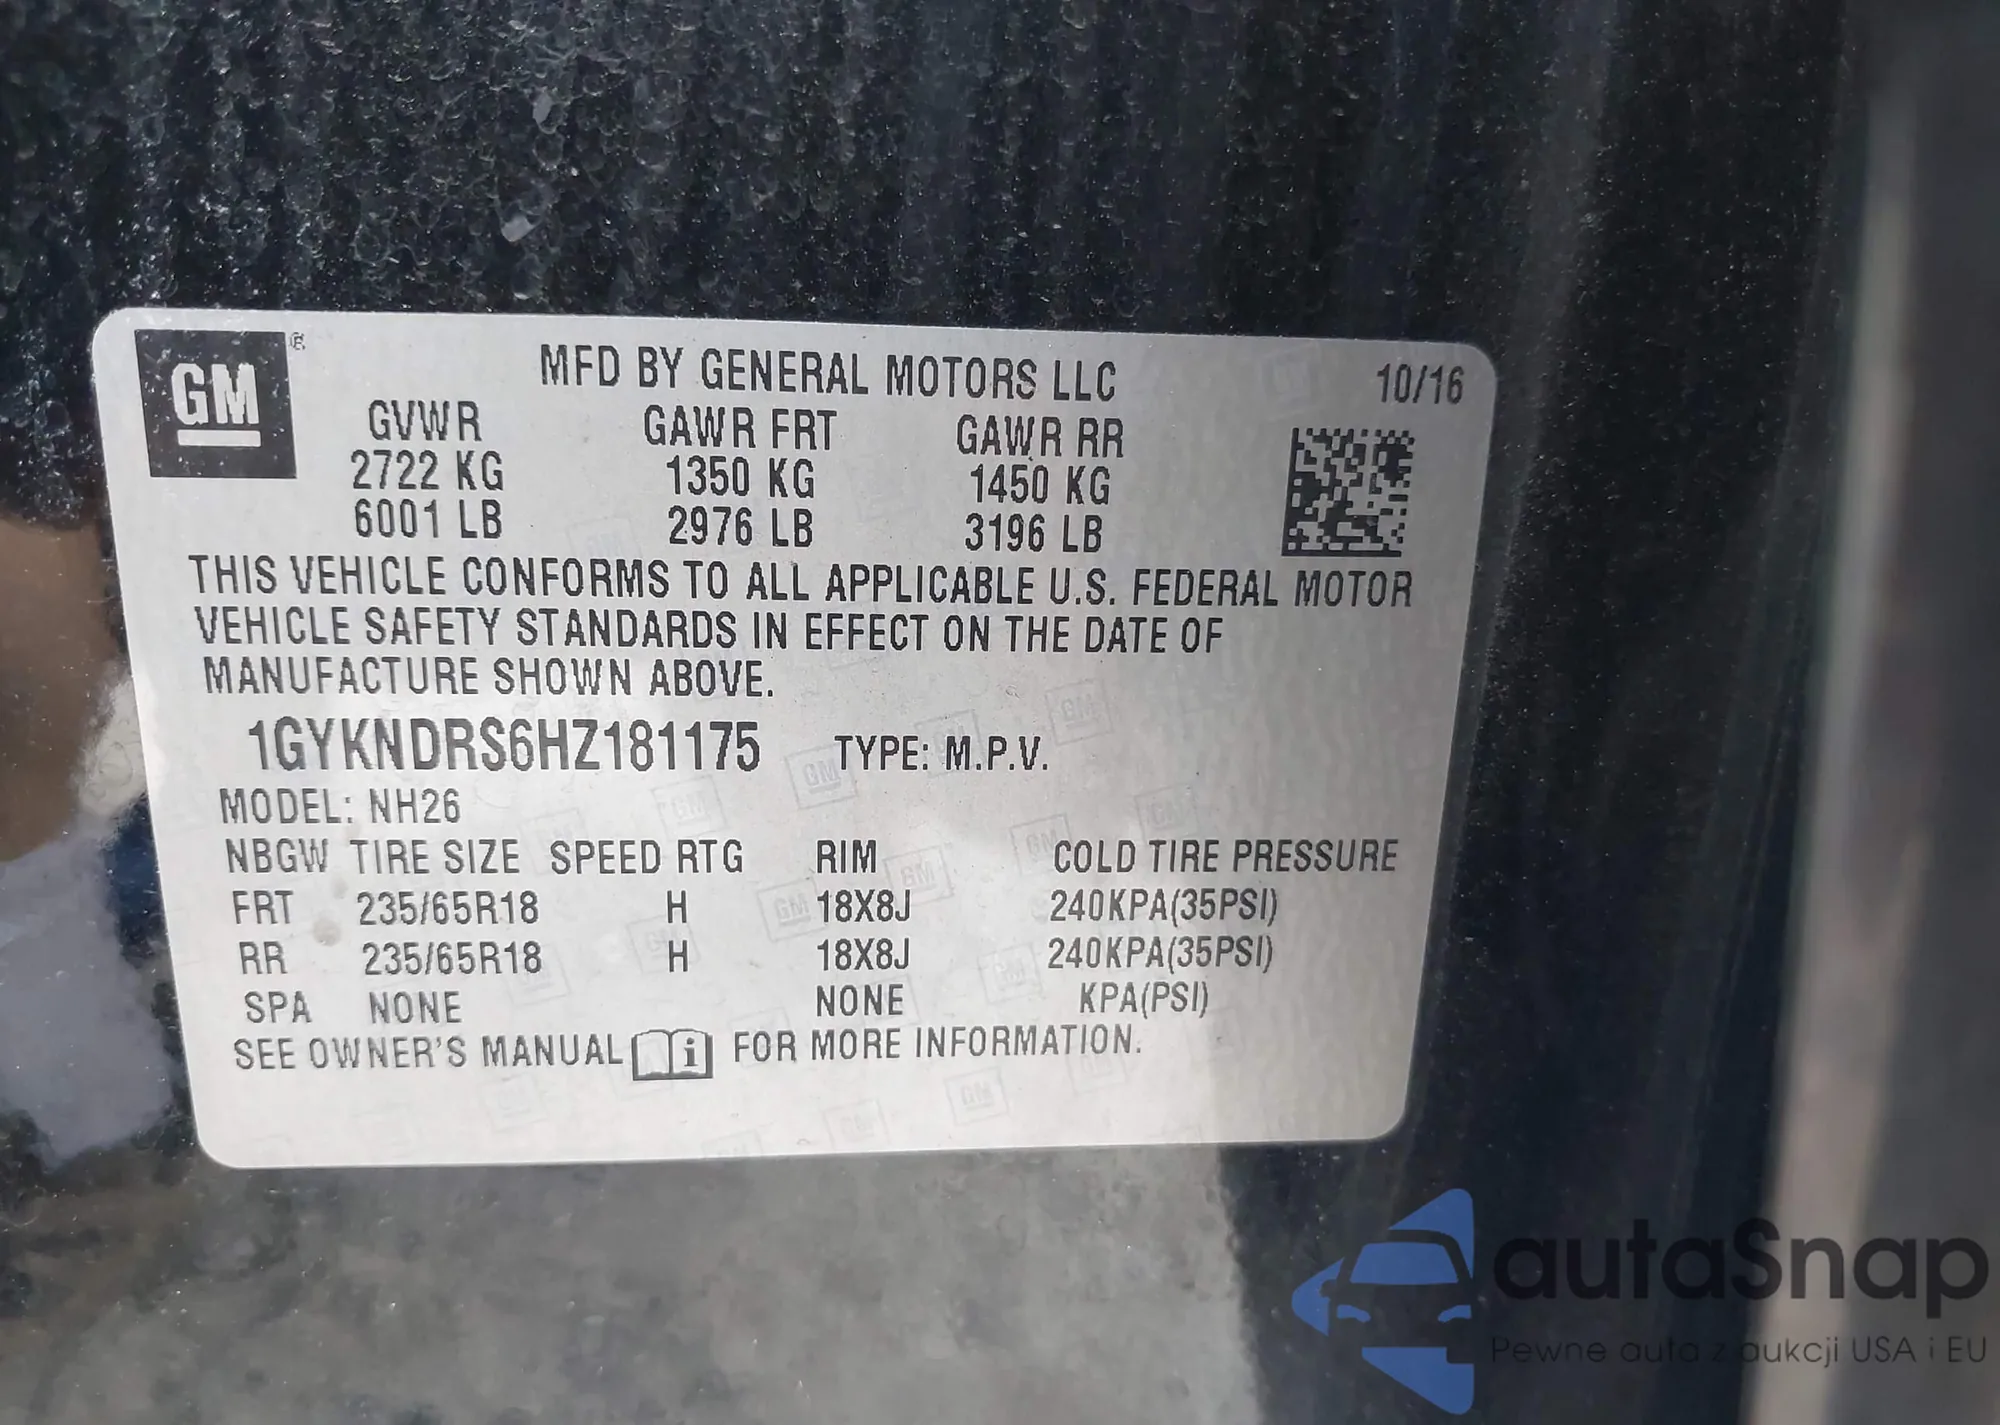 GM ®
MFD BY GENERAL MOTORS LLC 10/16
GVWR GAWR FRT GAWR RR
2722 KG 1350 KG 1450 KG
6001 LB 2976 LB 3196 LB
THIS VEHICLE CONFORMS TO ALL APPLICABLE U.S. FEDERAL MOTOR
VEHICLE SAFETY STANDARDS IN EFFECT ON THE DATE OF
MANUFACTURE SHOWN ABOVE.
1GYKNDRS6HZ181175 TYPE: M.P.V.
MODEL: NH26
NBGW TIRE SIZE SPEED RTG RIM COLD TIRE PRESSURE
FRT 235/65R18 H 18X8J 240KPA(35PSI)
RR 235/65R18 H 18X8J 240KPA(35PSI)
SPA NONE NONE KPA(PSI)
SEE OWNER'S MANUAL i FOR MORE INFORMATION.
autaSnap
Pewne auta z aukcji USA i EU